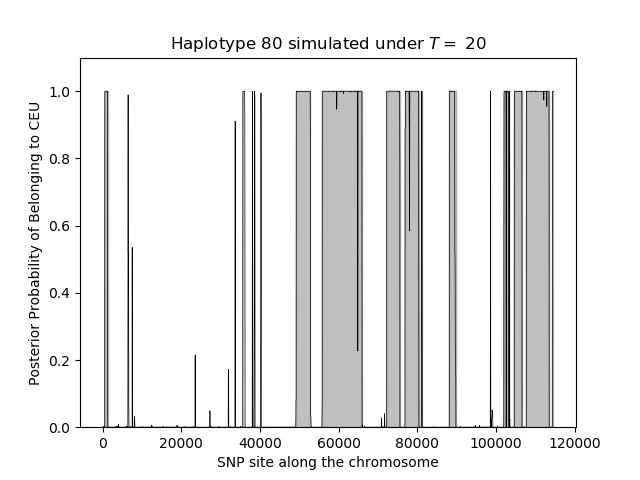 Haplotype 80 simulated under T = 20
Posterior Probability of Belonging to CEU
1.0
0.8
0.6
0.4
0.2
0.0
0 20000 40000 60000 80000 100000 120000
SNP site along the chromosome